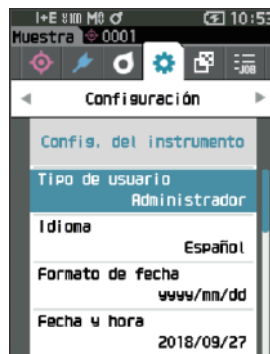 I+E 8㎜ M0 10:53
Muestra 0001
-JOB
Configuración
Config. del instrumento
Tipo de usuario
Administrador
Idioma
Español
Formato de fecha
yyyy/mm/dd
Fecha y hora
2018/09/27